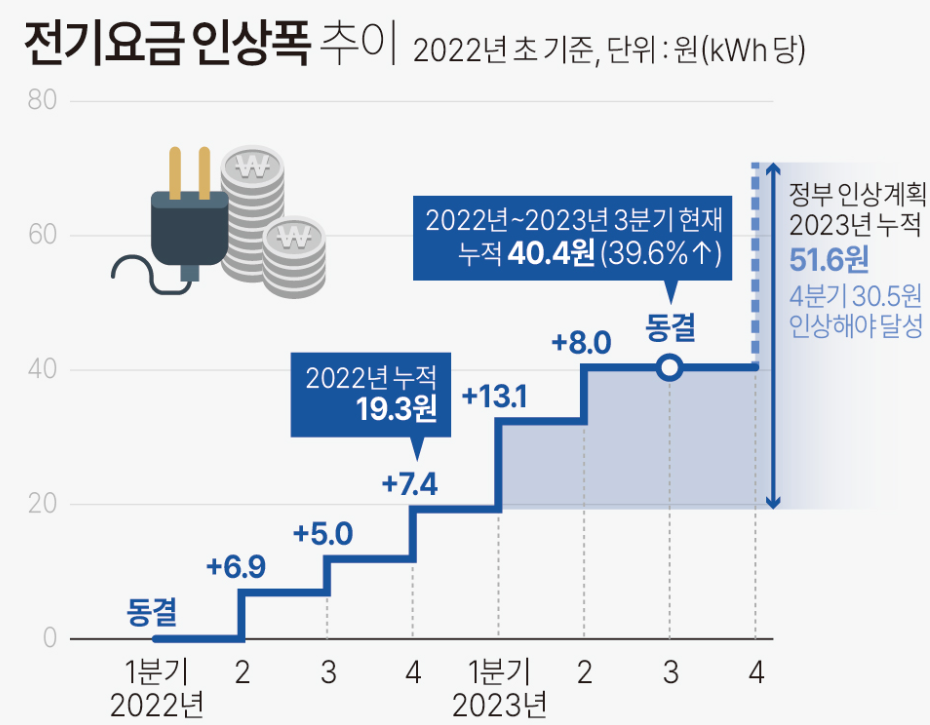 전기요금 인상폭 추이 2022년 초 기준, 단위 : 원(kWh 당)
80
60
40
20
0
₩
₩
정부 인상계획
2023년 누적
51.6원
4분기 30.5원
인상해야 달성
2022년~2023년 3분기 현재
누적 40.4원 (39.6%↑)
동결
+8.0
+13.1
2022년 누적
19.3원
+7.4
+5.0
+6.9
동결
1분기 2 3 4 1분기 2 3 4
2022년 2023년